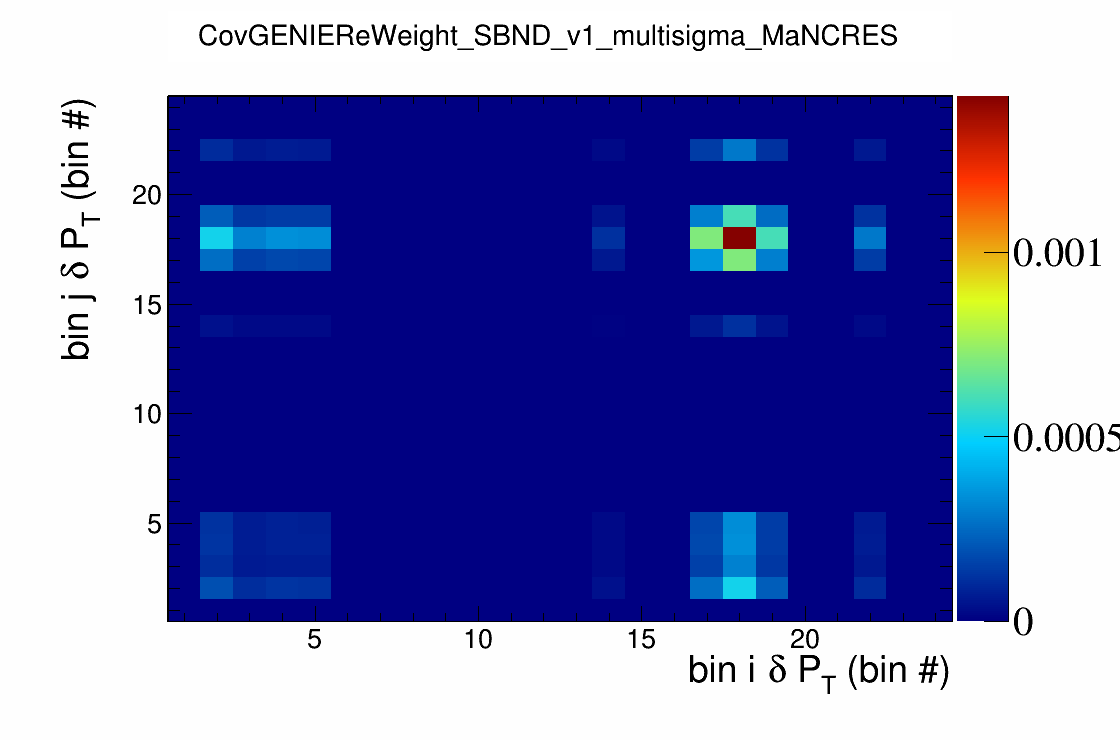 CovGENIEReWeight_SBND_v1_multisigma_MaNCRES
bin j δ P_T (bin #)
20
15
10
5
5 10 15 20
bin i δ P_T (bin #)
0.001
0.0005
0